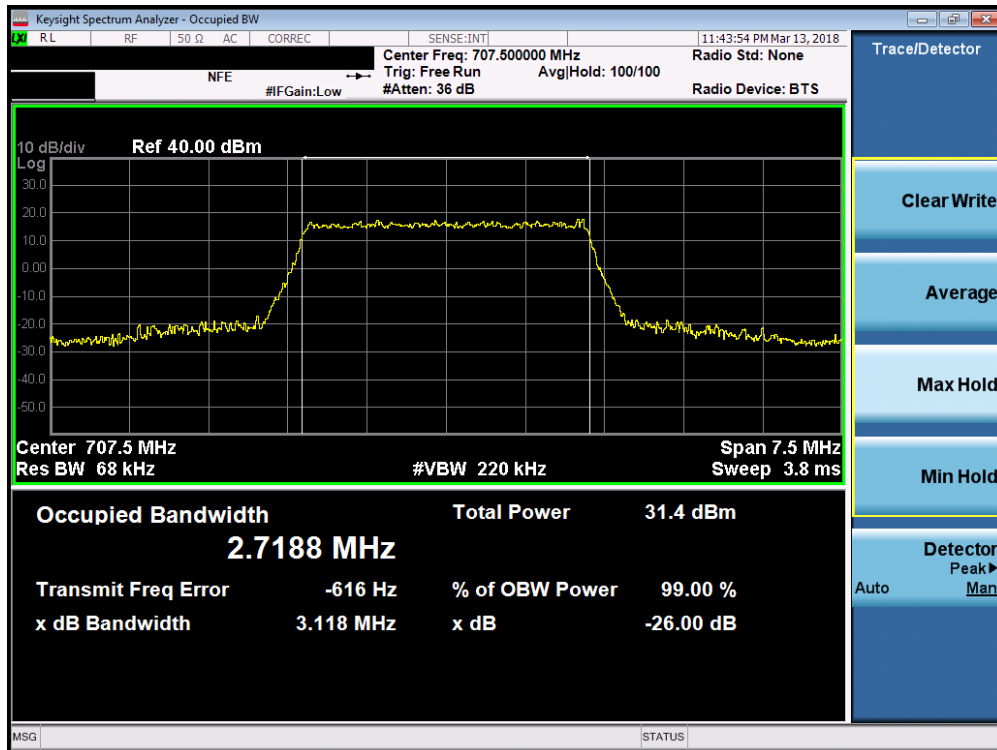 Keysight Spectrum Analyzer - Occupied BW
LXI RL RF 50 Ω AC CORREC SENSE:INT 11:43:54 PM Mar 13, 2018
Center Freq: 707.500000 MHz Radio Std: None
NFE Trig: Free Run Avg|Hold: 100/100
#IFGain:Low #Atten: 36 dB Radio Device: BTS
Trace/Detector
10 dB/div Ref 40.00 dBm
Log
30.0
20.0
10.0
0.00
-10.0
-20.0
-30.0
-40.0
-50.0
Center 707.5 MHz Span 7.5 MHz
Res BW 68 kHz #VBW 220 kHz Sweep 3.8 ms
Occupied Bandwidth Total Power 31.4 dBm
2.7188 MHz
Transmit Freq Error -616 Hz % of OBW Power 99.00 %
x dB Bandwidth 3.118 MHz x dB -26.00 dB
Clear Write
Average
Max Hold
Min Hold
Detector
Peak▶
Auto Man
MSG STATUS